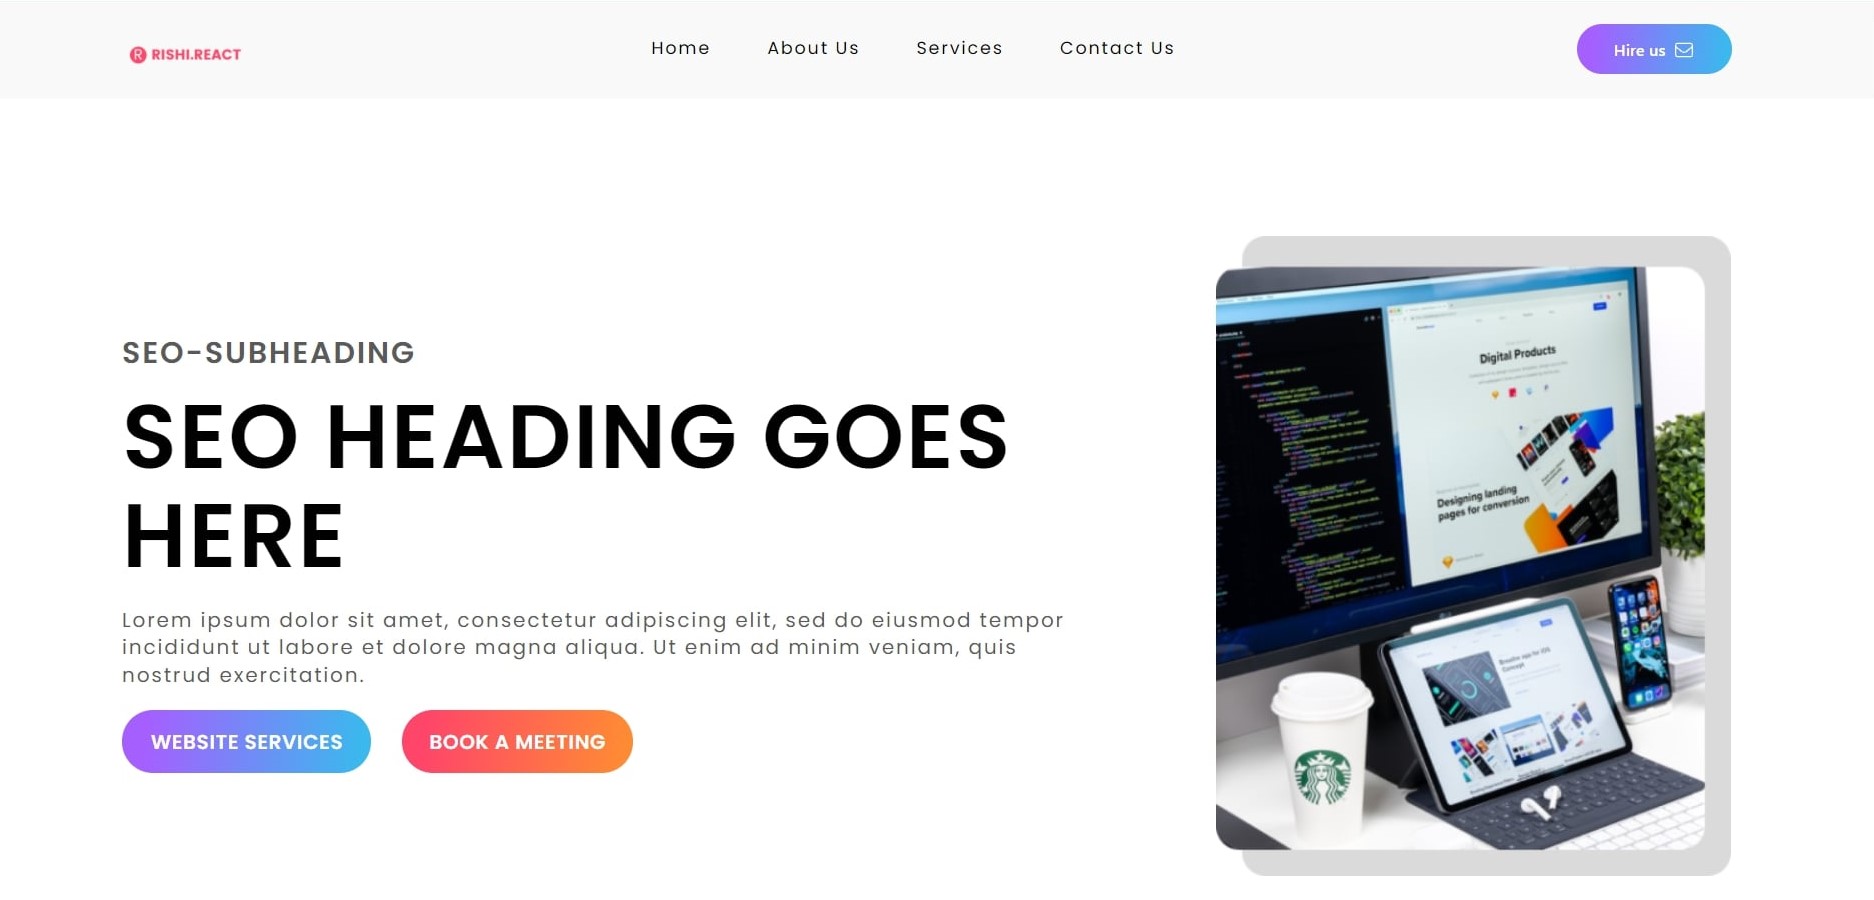 RISHI.REACT
Home About Us Services Contact Us
Hire us
SEO-SUBHEADING
SEO HEADING GOES
HERE
Lorem ipsum dolor sit amet, consectetur adipiscing elit, sed do eiusmod tempor
incididunt ut labore et dolore magna aliqua. Ut enim ad minim veniam, quis
nostrud exercitation.
WEBSITE SERVICES
BOOK A MEETING
Digital Products
Designing landing
pages for conversion